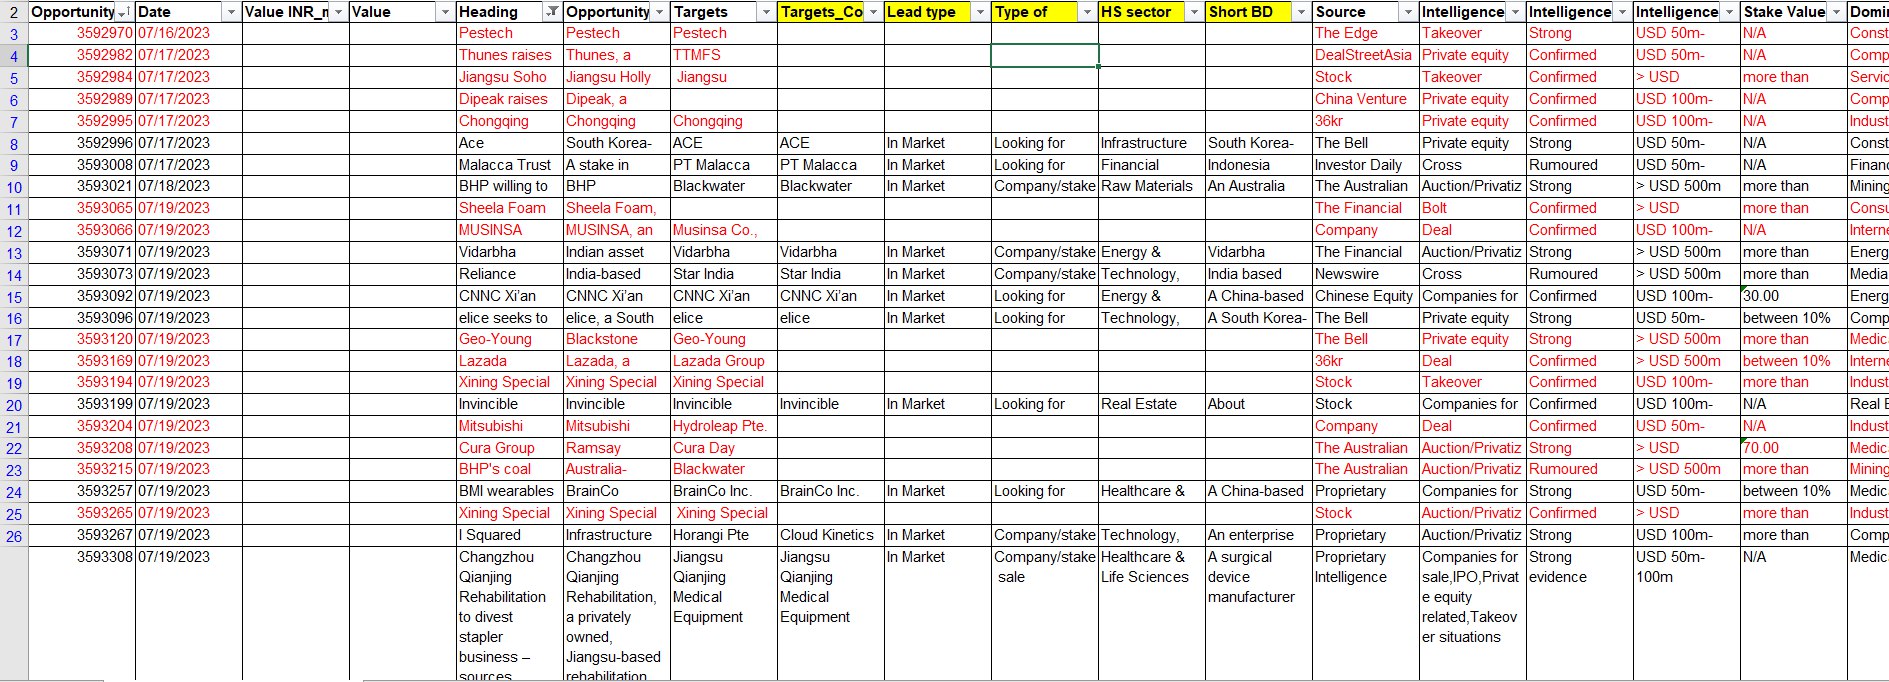 2 Opportunity Date Value INR_m Value Heading Opportunity Targets Targets_Co Lead type Type of HS sector Short BD Source Intelligence Intelligence Intelligence Stake Value Domi
3 3592970 07/16/2023 Pestech Pestech Pestech The Edge Takeover Strong USD 50m- N/A Const
4 3592982 07/17/2023 Thunes raises Thunes, a TTMFS DealStreetAsia Private equity Confirmed USD 50m- N/A Comp
5 3592984 07/17/2023 Jiangsu Soho Jiangsu Holly Jiangsu Stock Takeover Confirmed > USD more than Servic
6 3592989 07/17/2023 Dipeak raises Dipeak, a China Venture Private equity Confirmed USD 100m- N/A Comp
7 3592995 07/17/2023 Chongqing Chongqing Chongqing 36kr Private equity Confirmed USD 100m- N/A Indust
8 3592996 07/17/2023 Ace South Korea- ACE ACE In Market Looking for Infrastructure South Korea- The Bell Private equity Strong USD 50m- N/A Const
9 3593008 07/17/2023 Malacca Trust A stake in PT Malacca PT Malacca In Market Looking for Financial Indonesia Investor Daily Cross Rumoured USD 50m- N/A Financ
10 3593021 07/18/2023 BHP willing to BHP Blackwater Blackwater In Market Company/stake Raw Materials An Australia The Australian Auction/Privatiz Strong > USD 500m more than Mining
11 3593065 07/19/2023 Sheela Foam Sheela Foam, The Financial Bolt Confirmed > USD more than Consu
12 3593066 07/19/2023 MUSINSA MUSINSA, an Musinsa Co., Company Deal Confirmed USD 100m- N/A Interne
13 3593071 07/19/2023 Vidarbha Indian asset Vidarbha Vidarbha In Market Company/stake Energy & Vidarbha The Financial Auction/Privatiz Strong > USD 500m more than Energ
14 3593073 07/19/2023 Reliance India-based Star India Star India In Market Company/stake Technology, India based Newswire Cross Rumoured > USD 500m more than Media
15 3593092 07/19/2023 CNNC Xi'an CNNC Xi'an CNNC Xi'an CNNC Xi'an In Market Looking for Energy & A China-based Chinese Equity Companies for Confirmed USD 100m- 30.00 Energ
16 3593096 07/19/2023 elice seeks to elice, a South elice elice In Market Looking for Technology, A South Korea- The Bell Private equity Strong USD 50m- between 10% Comp
17 3593120 07/19/2023 Geo-Young Blackstone Geo-Young The Bell Private equity Strong > USD 500m more than Medic
18 3593169 07/19/2023 Lazada Lazada, a Lazada Group 36kr Deal Confirmed > USD 500m between 10% Interne
19 3593194 07/19/2023 Xining Special Xining Special Xining Special Stock Takeover Confirmed USD 100m- more than Indust
20 3593199 07/19/2023 Invincible Invincible Invincible Invincible In Market Looking for Real Estate About Stock Companies for Confirmed USD 100m- N/A Real E
21 3593204 07/19/2023 Mitsubishi Mitsubishi Hydroleap Pte. Company Deal Confirmed USD 50m- N/A Indust
22 3593208 07/19/2023 Cura Group Ramsay Cura Day The Australian Auction/Privatiz Strong > USD 70.00 Medic
23 3593215 07/19/2023 BHP's coal Australia- Blackwater The Australian Auction/Privatiz Rumoured > USD 500m more than Mining
24 3593257 07/19/2023 BMI wearables BrainCo BrainCo Inc. BrainCo Inc. In Market Looking for Healthcare & A China-based Proprietary Companies for Strong USD 50m- between 10% Medic
25 3593265 07/19/2023 Xining Special Xining Special Xining Special Stock Auction/Privatiz Confirmed > USD more than Indust
26 3593267 07/19/2023 I Squared Infrastructure Horangi Pte Cloud Kinetics In Market Company/stake Technology, An enterprise Proprietary Auction/Privatiz Strong USD 100m- more than Comp
3593308 07/19/2023 Changzhou Changzhou Jiangsu Jiangsu In Market Company/stake Healthcare & A surgical Proprietary Companies for Strong USD 50m- N/A Medic
Qianjing Qianjing Qianjing Qianjing sale Life Sciences device Intelligence sale,IPO,Privat evidence 100m
Rehabilitation Rehabilitation, Medical Medical manufacturer e equity
to divest a privately Equipment Equipment related,Takeov
stapler owned, er situations
business – Jiangsu-based
sources rehabilitation